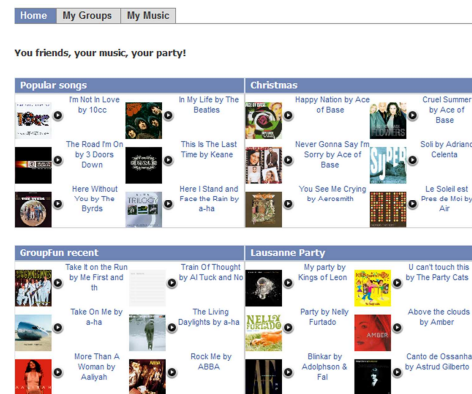 Home My Groups My Music
You friends, your music, your party!
Popular songs
I'm Not In Love
by 10cc
In My Life by The
Beatles
The Road I'm On
by 3 Doors
Down
This Is The Last
Time by Keane
Here Without
You by The
Byrds
Here I Stand and
Face the Rain by
a-ha
Christmas
Happy Nation by Ace
of Base
Cruel Summer
by Ace of
Base
Never Gonna Say I'm
Sorry by Ace of
Base
Soli by Adriano
Celenta
You See Me Crying
by Aerosmith
Le Soleil est
Pres de Moi by
Air
GroupFun recent
Take It on the Run
by Me First and
th
Train Of Thought
by Al Tuck and No
Take On Me by
a-ha
The Living
Daylights by a-ha
More Than A
Woman by
Aaliyah
Rock Me by
ABBA
Lausanne Party
My party by
Kings of Leon
U can't touch this
by The Party Cats
Party by Nelly
Furtado
Above the clouds
by Amber
Blinkar by
Adolphson &
Fal
Canto de Ossanha
by Astrud Gilberto
TRILOGY
NELLY
FURTADO
AMBER